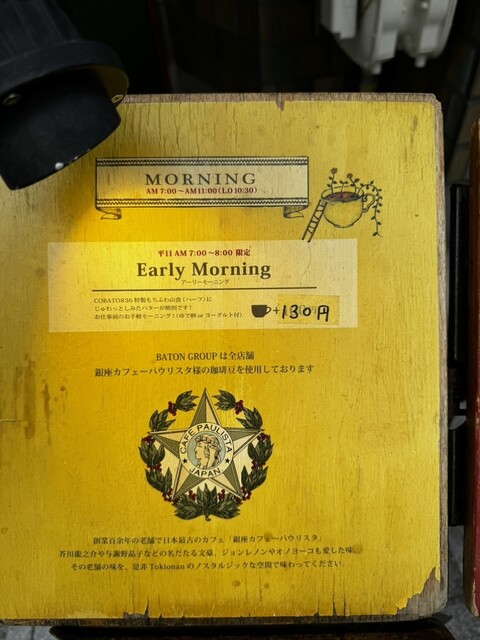 MORNING
AM 7:00～AM11:00(L.O 10:30)
平日 AM 7:00～8:00 限定
Early Morning
アーリーモーニング
COBATO836 特製もちふわ山食 (ハーフ) に
じゅわっとしみたバターが格別です!
お仕事前のお手軽モーニング! (ゆで卵 or ヨーグルト付)
+130円
BATON GROUP は全店舗
銀座カフェーパウリスタ様の珈琲豆を使用しております
CAFE PAULISTA
JAPAN
創業百余年の老舗で日本最古のカフェ「銀座カフェーパウリスタ」
芥川龍之介や与謝野晶子などの名だたる文豪、ジョンレノンやオノヨーコも愛した味。
その老舗の味を、是非 Tokionan のノスタルジックな空間で味わってください。